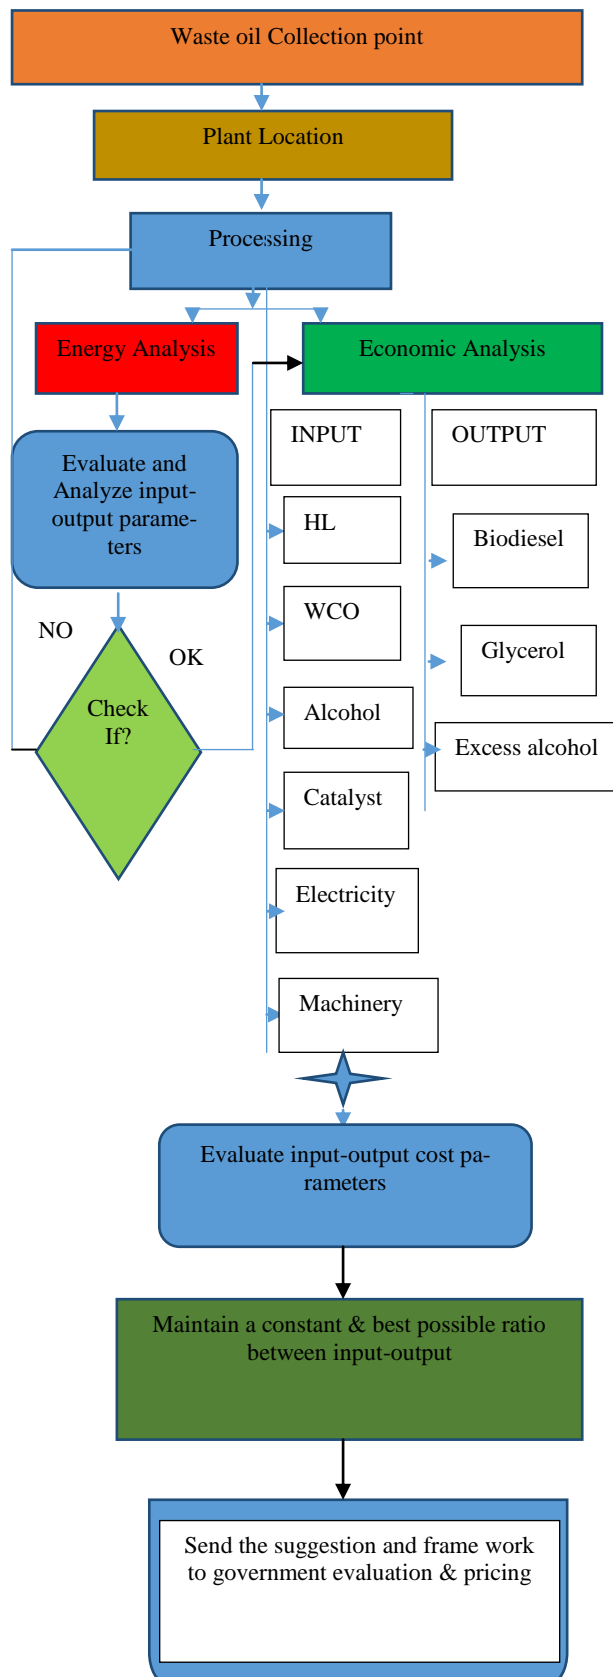 Waste oil Collection point
Plant Location
Processing
Energy Analysis
Economic Analysis
INPUT
OUTPUT
Evaluate and
Analyze input-
output parame-
ters
HL
Biodiesel
WCO
Glycerol
NO
OK
Check
If?
Alcohol
Excess alcohol
Catalyst
Electricity
Machinery
Evaluate input-output cost pa-
rameters
Maintain a constant & best possible ratio
between input-output
Send the suggestion and frame work
to government evaluation & pricing